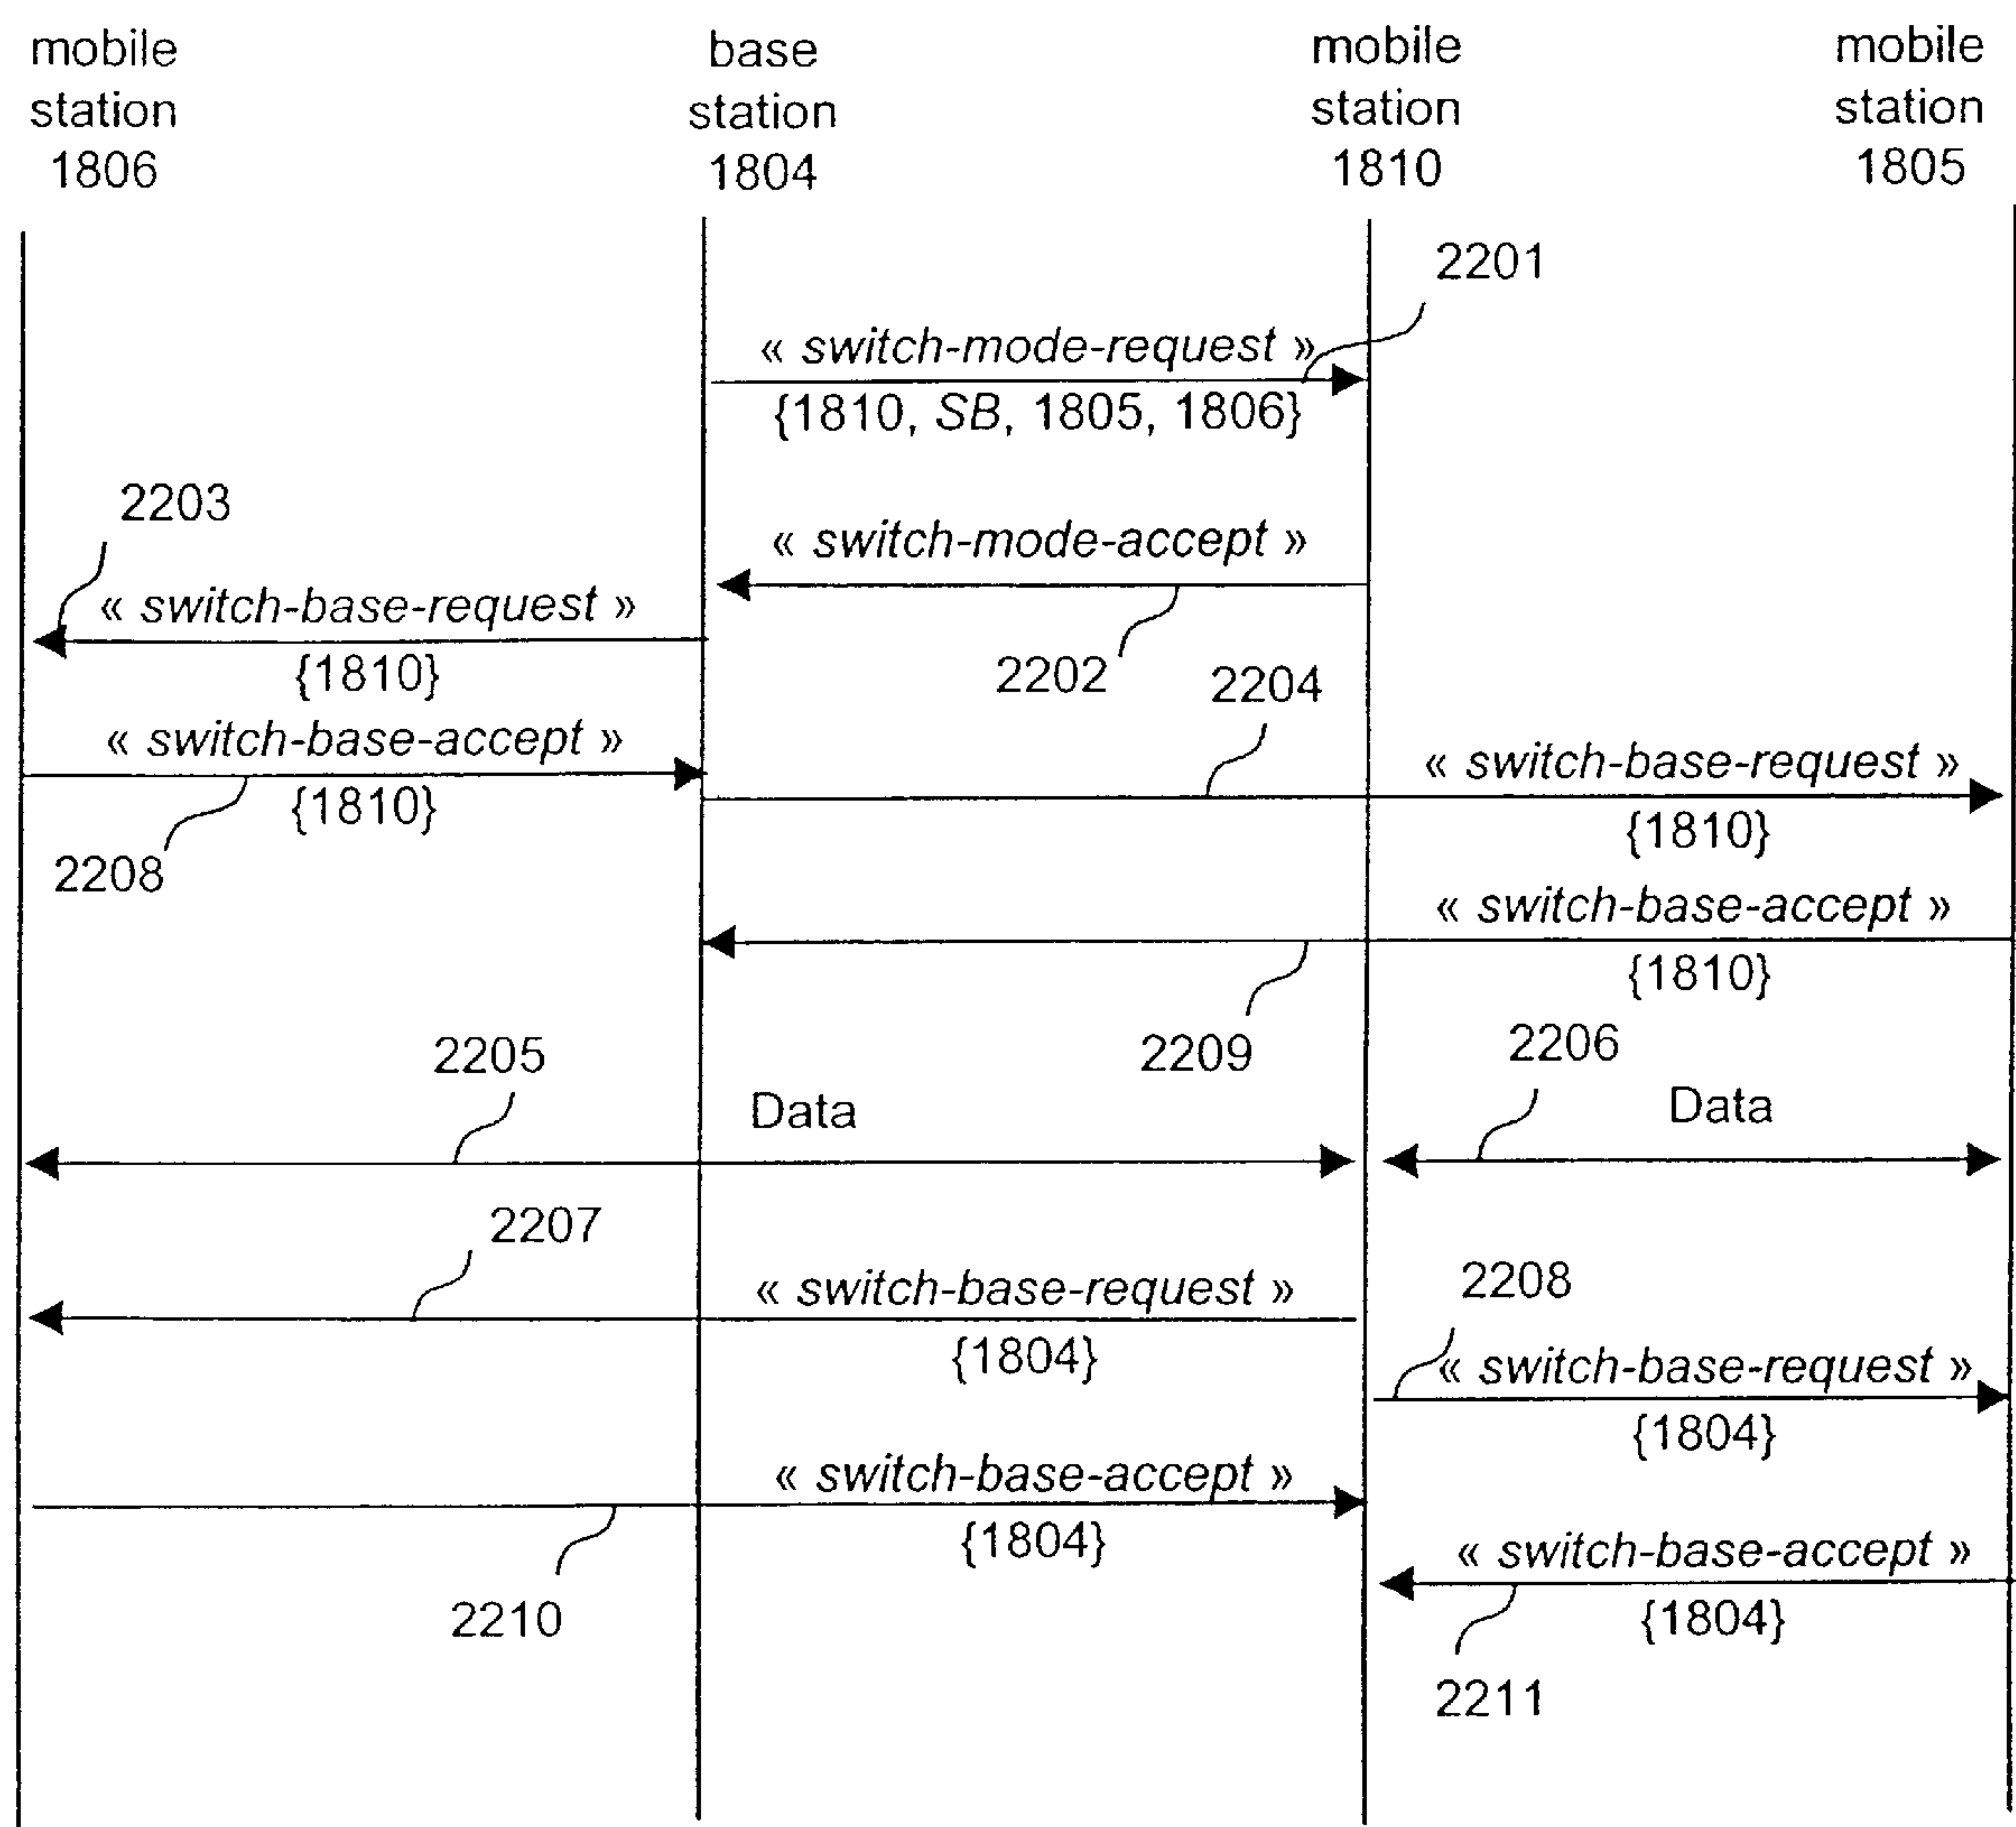 mobile
station
1806
base
station
1804
mobile
station
1810
mobile
station
1805
2201
« switch-mode-request »
{1810, SB, 1805, 1806}
2203
« switch-mode-accept »
« switch-base-request »
{1810}
2202
2204
« switch-base-accept »
{1810}
« switch-base-request »
{1810}
2208
« switch-base-accept »
{1810}
2209
2205
2206
Data
Data
2207
« switch-base-request »
{1804}
2208
« switch-base-request »
{1804}
« switch-base-accept »
{1804}
« switch-base-accept »
{1804}
2210
2211